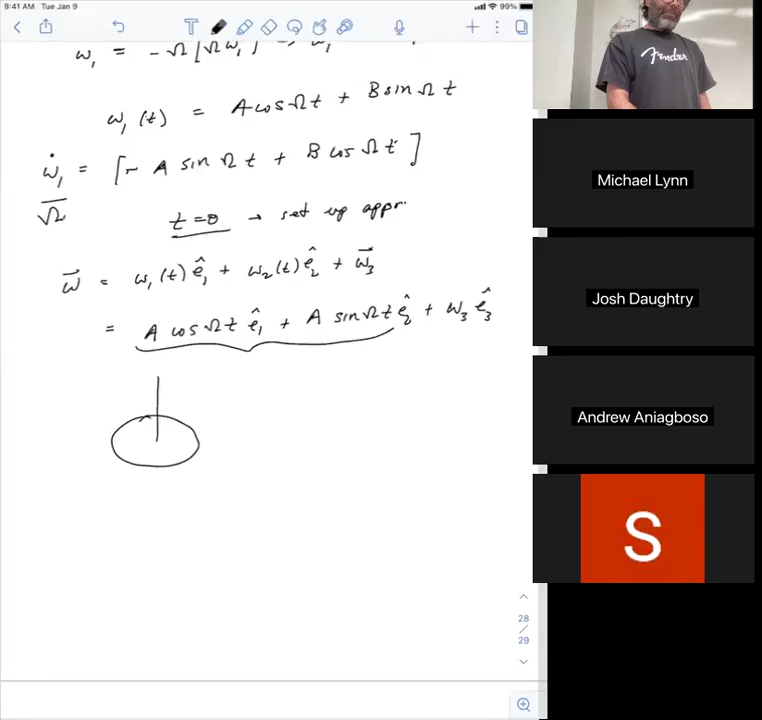 9:41 AM Tue Jan 9
99%
ω₁ = -Ω [Ω ω₁]
ω₁(t) = A cos Ωt + B sin Ωt
ω̇₁/Ω = [- A sin Ωt + B cos Ωt]
t=0 → set up appr.
ω⃗ = ω₁(t) ê₁ + ω₂(t) ê₂ + ω⃗₃
= A cos Ωt ê₁ + A sin Ωt ê₂ + ω₃ ê₃
28
/
29
Fender
Michael Lynn
Josh Daughtry
Andrew Aniagboso
S